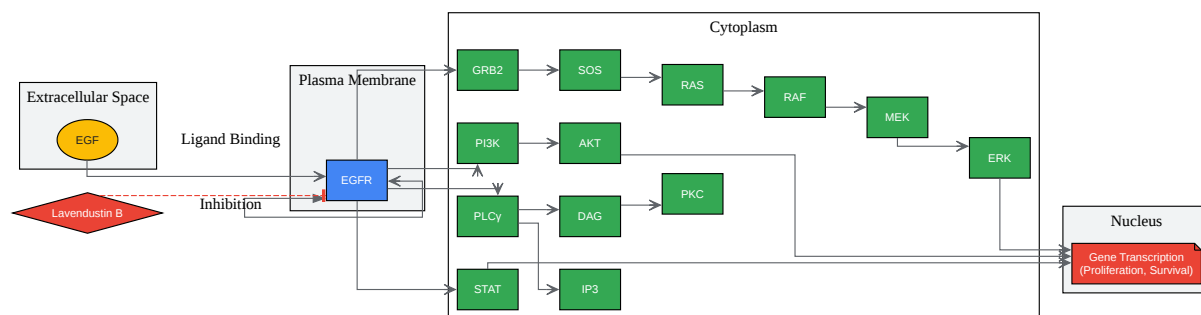 Cytoplasm
Plasma Membrane
Extracellular Space
EGF
Ligand Binding
EGFR
Lavendustin B
Inhibition
GRB2
SOS
RAS
RAF
MEK
ERK
PI3K
AKT
PLCγ
DAG
PKC
STAT
IP3
Nucleus
Gene Transcription
(Proliferation, Survival)